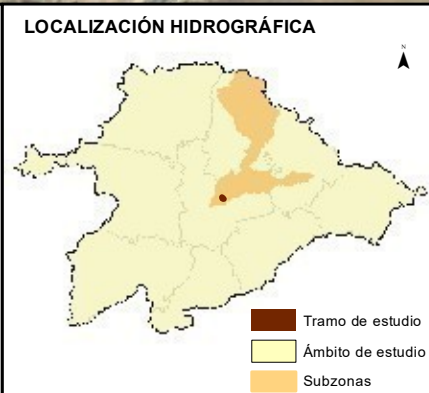 LOCALIZACIÓN HIDROGRÁFICA
N
Tramo de estudio
Ámbito de estudio
Subzonas